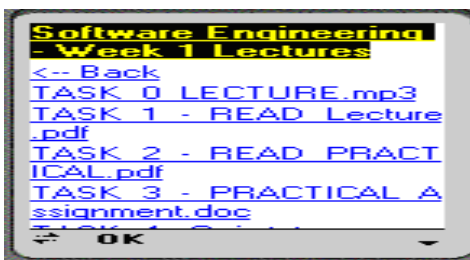 Software Engineering
- Week 1 Lectures
<-- Back
TASK 0 LECTURE.mp3
TASK 1 - READ Lecture
.pdf
TASK 2 - READ PRACT
ICAL.pdf
TASK 3 - PRACTICAL A
ssignment.doc
OK